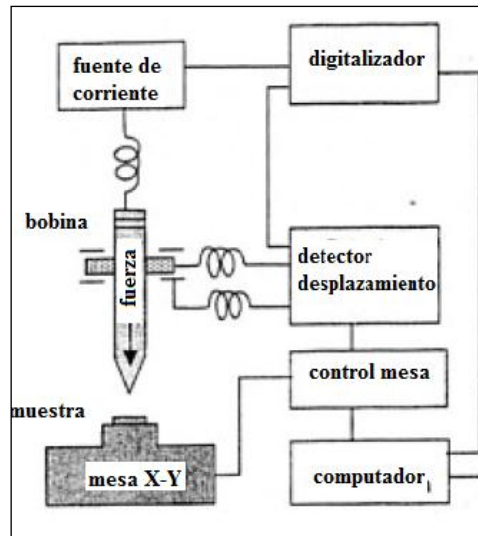 fuente de
corriente
digitalizador
bobina
fuerza
detector
desplazamiento
control mesa
muestra
mesa X-Y
computador